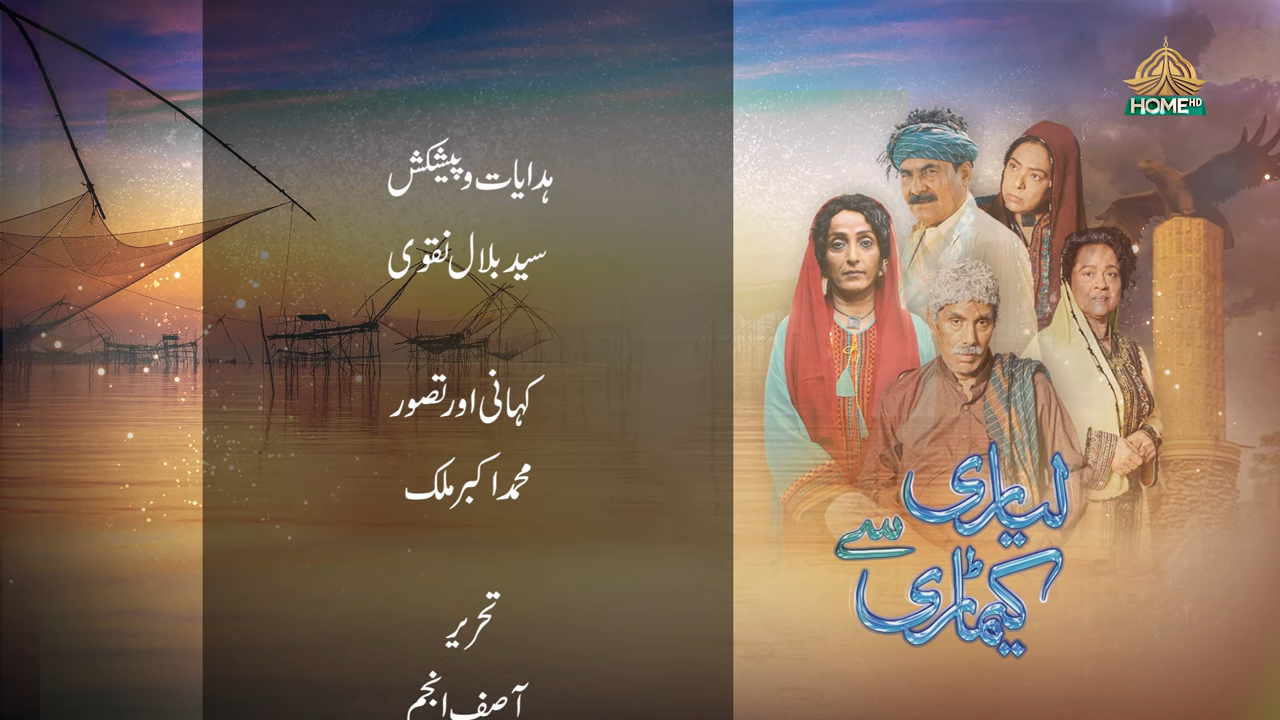 ہدایات و پیشکش
سید بلال نقوی
کہانی اور تصور
محمد اکبر ملک
تحریر
آصف انجم
HOME HD
لیاری
سے
کیماڑی